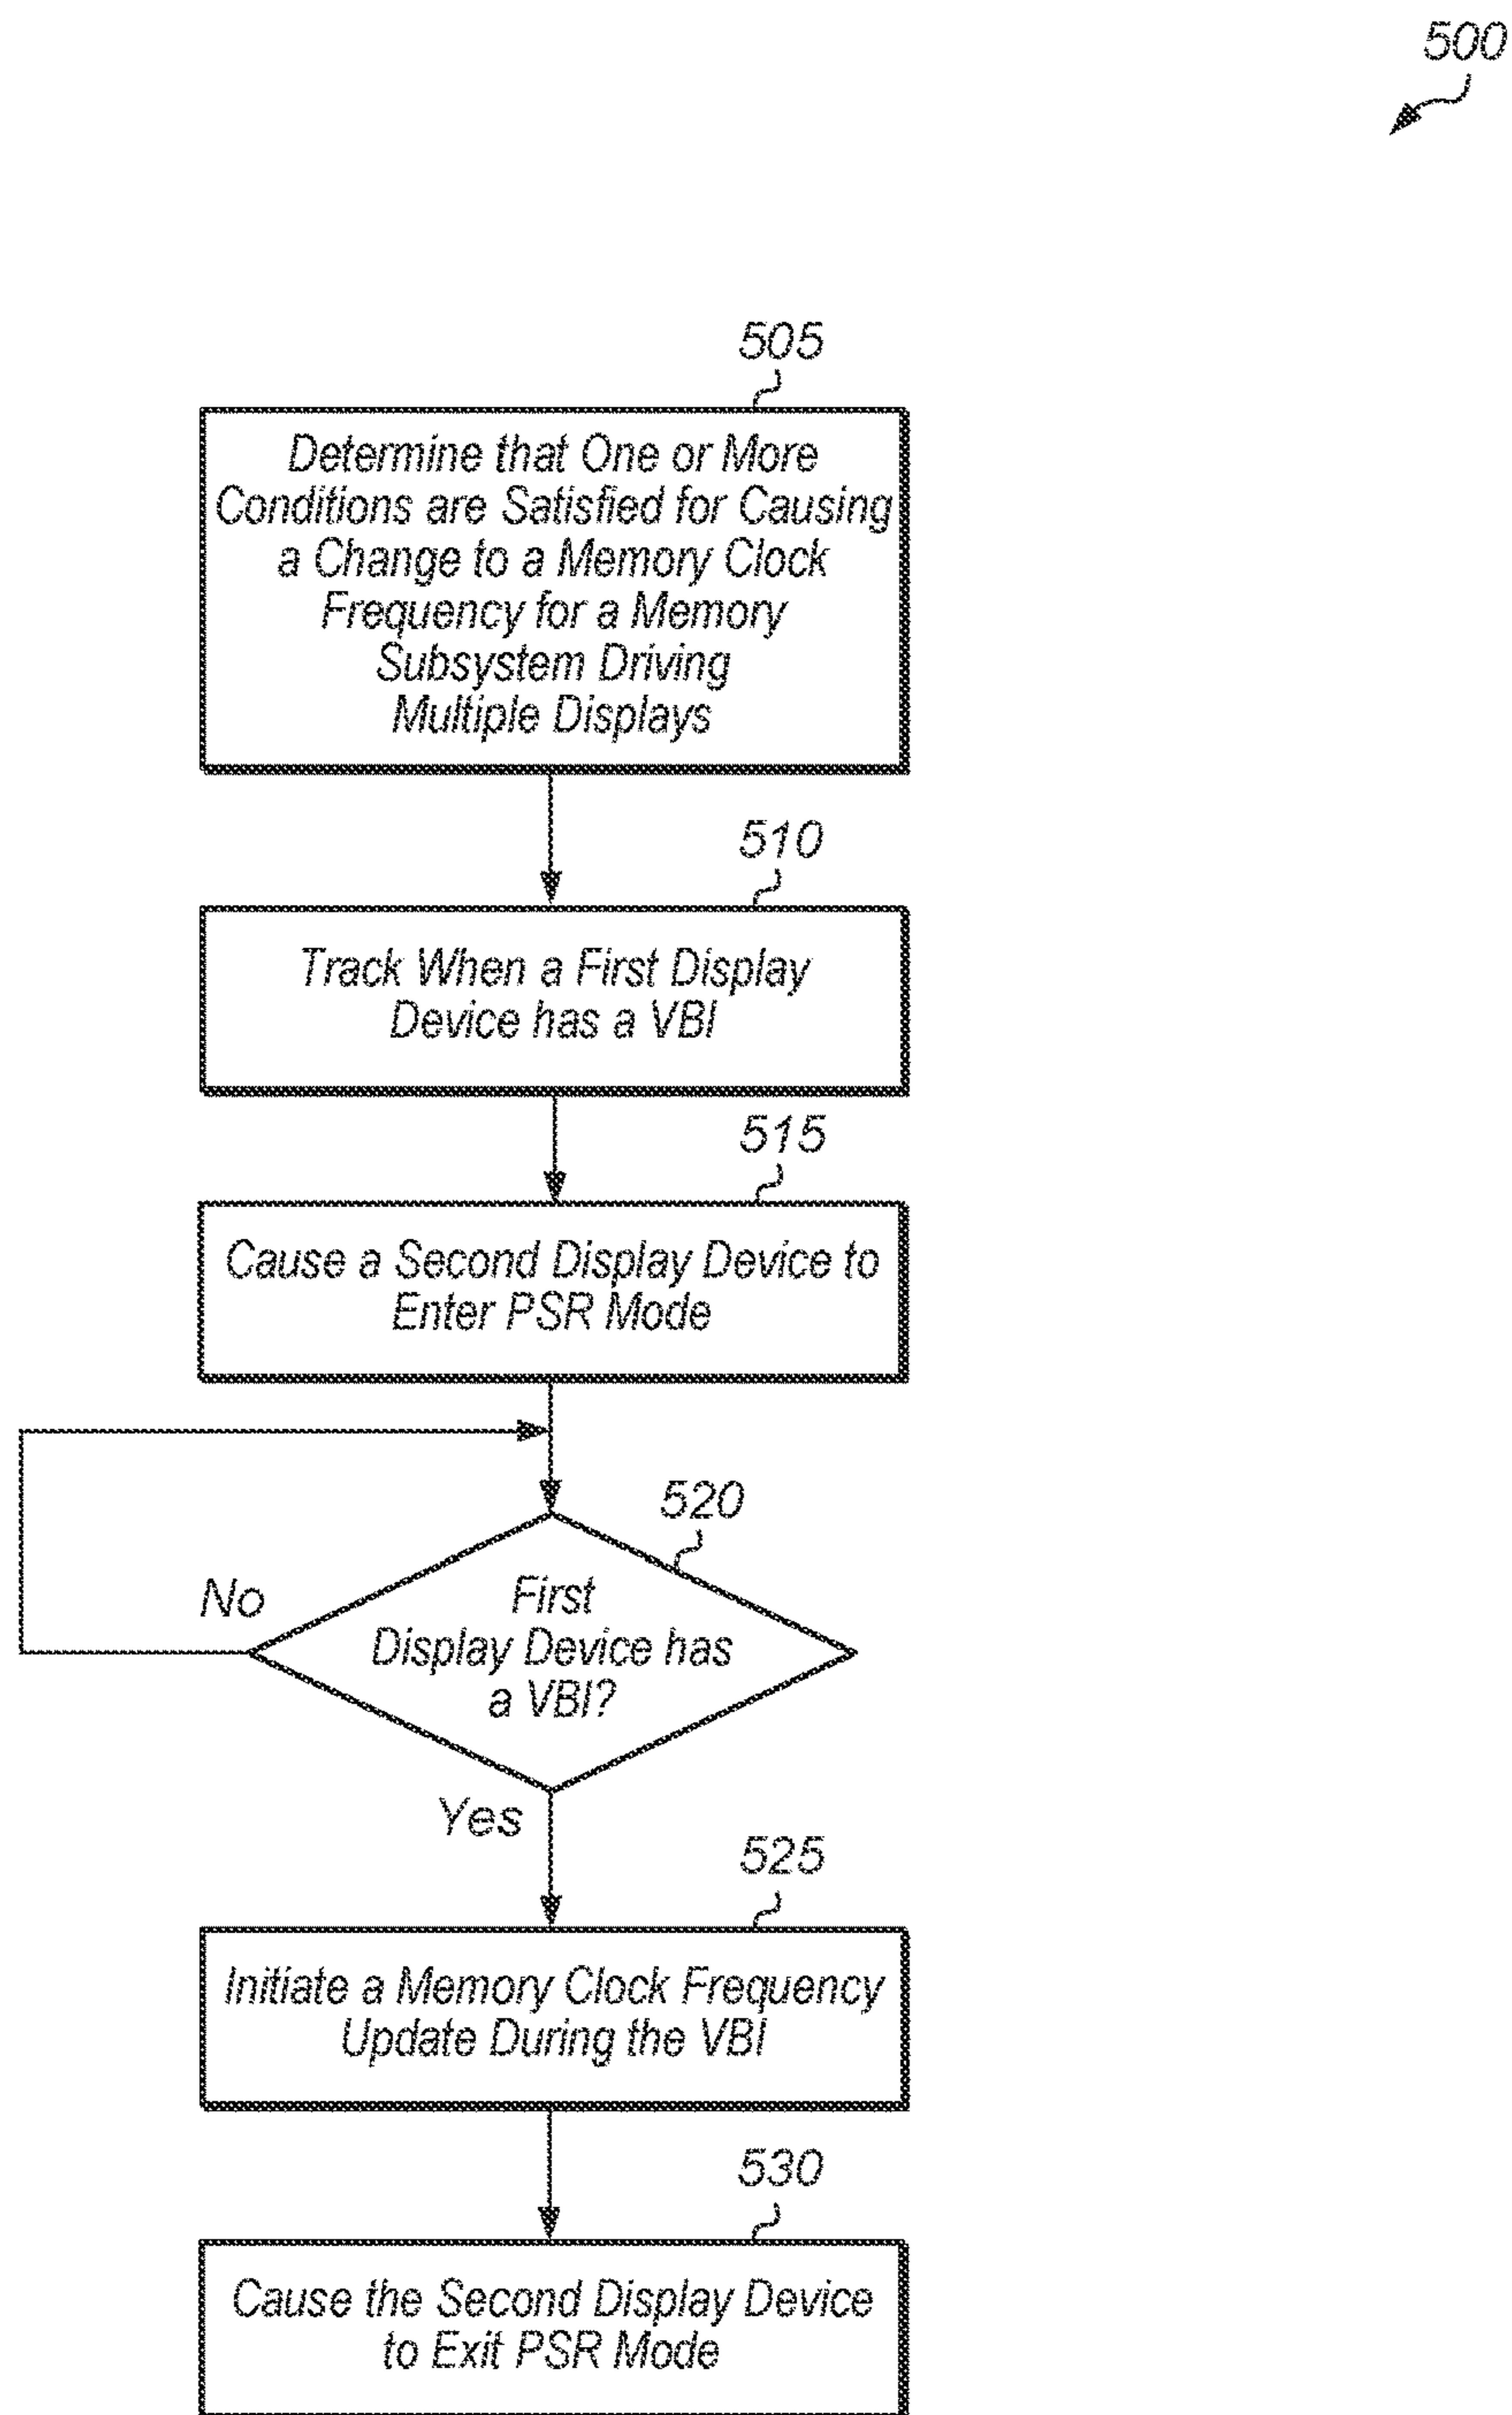 500
505
Determine that One or More
Conditions are Satisfied for Causing
a Change to a Memory Clock
Frequency for a Memory
Subsystem Driving
Multiple Displays
510
Track When a First Display
Device has a VBI
515
Cause a Second Display Device to
Enter PSR Mode
520
No
First
Display Device has
a VBI?
Yes
525
Initiate a Memory Clock Frequency
Update During the VBI
530
Cause the Second Display Device
to Exit PSR Mode